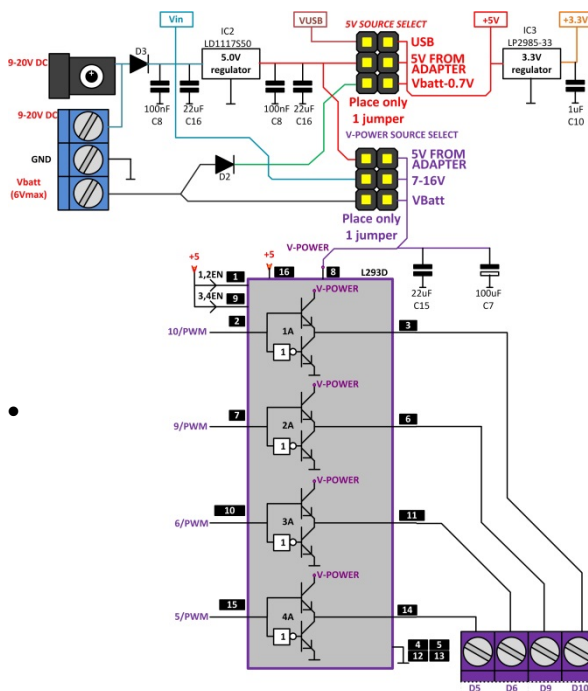 Vin
VUSB
5V SOURCE SELECT
+5V
+3.3V
IC2
LD1117S50
IC3
LP2985-33
D3
9-20V DC
5.0V
regulator
USB
5V FROM
ADAPTER
Vbatt-0.7V
3.3V
regulator
100nF
C8
22uF
C16
100nF
C8
22uF
C16
1uF
C10
Place only
1 jumper
9-20V DC
GND
Vbatt
(6Vmax)
D2
V-POWER SOURCE SELECT
5V FROM
ADAPTER
7-16V
VBatt
Place only
1 jumper
V-POWER
+5
+5
1,2EN
1
16
8
L293D
3,4EN
9
22uF
C15
100uF
C7
V-POWER
10/PWM
2
1A
1
3
V-POWER
9/PWM
7
2A
1
6
V-POWER
6/PWM
10
3A
1
11
V-POWER
5/PWM
15
4A
1
14
4 5
12 13
D5 D6 D9 D10